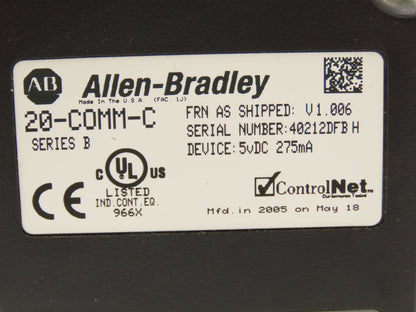 AB Allen-Bradley
Made In The U.S.A. (FAC. 1J)
20-COMM-C
SERIES B
FRN AS SHIPPED: V1.006
SERIAL NUMBER:40212DFB H
DEVICE: 5vDC 275mA
C UL US
LISTED
IND.CONT.EQ.
966X
CE
ControlNet
Mfd. in 2005 on May 18